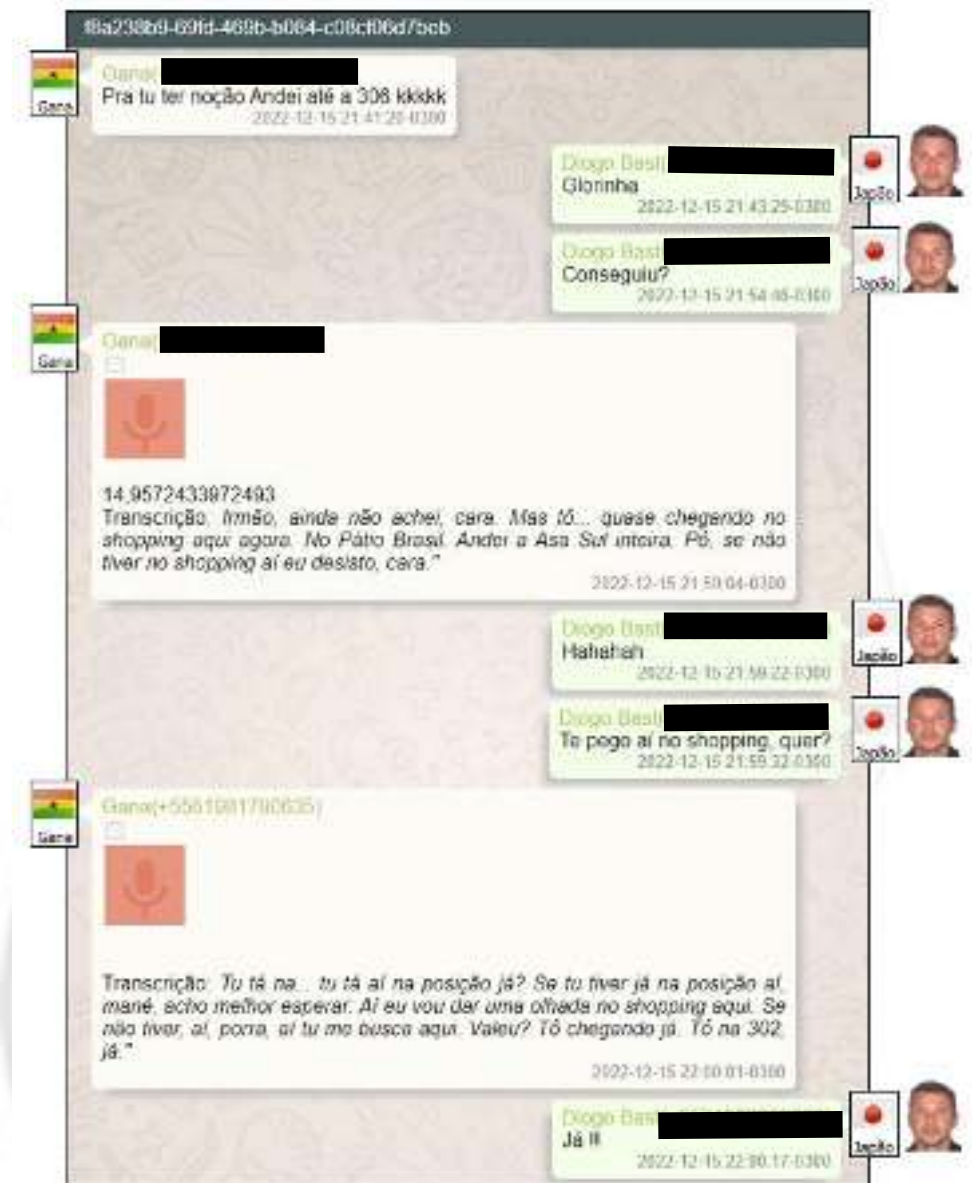 Gana
Gana(
Pra tu ter noção Andei até a 306 kkkkk
2022-12-15 21:41:20-0300
Diogo Bast(
Glorinha
Japão
2022-12-15 21:43:25-0300
Diogo Bast
Conseguiu?
Japão
2022-12-15 21:54:46-0300
Gana
Gana(
14,9572433972493
Transcrição: Irmão, ainda não achei, cara. Mas tô... quase chegando no
shopping aqui agora. No Pátio Brasil. Andei a Asa Sul inteira. Pô, se não
tiver no shopping aí eu desisto, cara."
2022-12-15 21:59:04-0300
Diogo Bast
Hahahah
Japão
2022-12-15 21:59:22-0300
Diogo Bast(
Te pego aí no shopping, quer?
Japão
2022-12-15 21:59:32-0300
Gana
Gana(
Transcrição: Tu tá na... tu tá aí na posição já? Se tu tiver já na posição aí,
mané, acho melhor esperar. Aí eu vou dar uma olhada no shopping aqui. Se
não tiver, aí, porra, aí tu me busca aqui. Valeu? Tô chegando já. Tô na 302,
já."
2022-12-15 22:00:01-0300
Diogo Bast
Já !!!
Japão
2022-12-15 22:00:17-0300